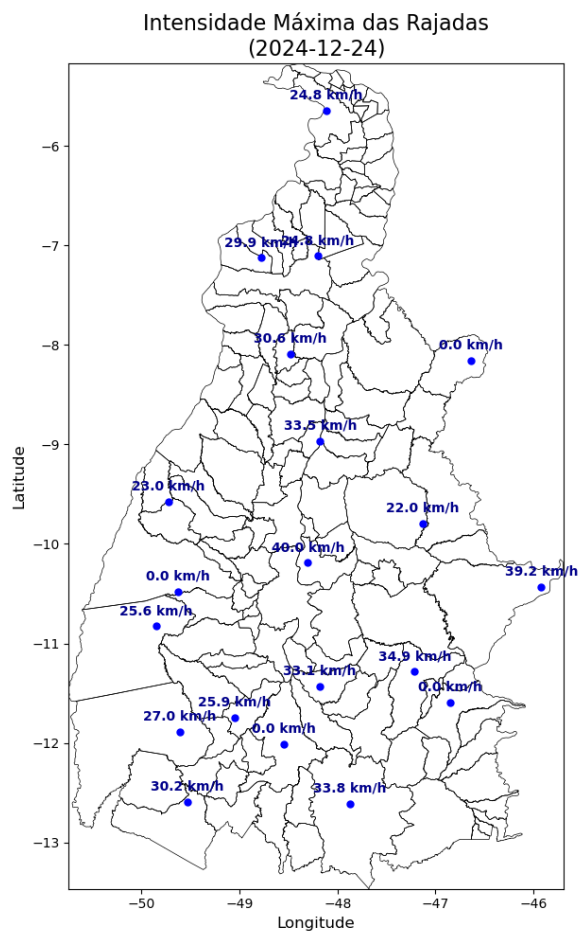 Intensidade Máxima das Rajadas
(2024-12-24)
24.8 km/h
29.9 km/h
24.8 km/h
30.6 km/h
0.0 km/h
33.5 km/h
23.0 km/h
22.0 km/h
40.0 km/h
0.0 km/h
39.2 km/h
25.6 km/h
34.9 km/h
33.1 km/h
0.0 km/h
25.9 km/h
27.0 km/h
0.0 km/h
30.2 km/h
33.8 km/h
−6
−7
−8
−9
−10
−11
−12
−13
Latitude
−50
−49
−48
−47
−46
Longitude